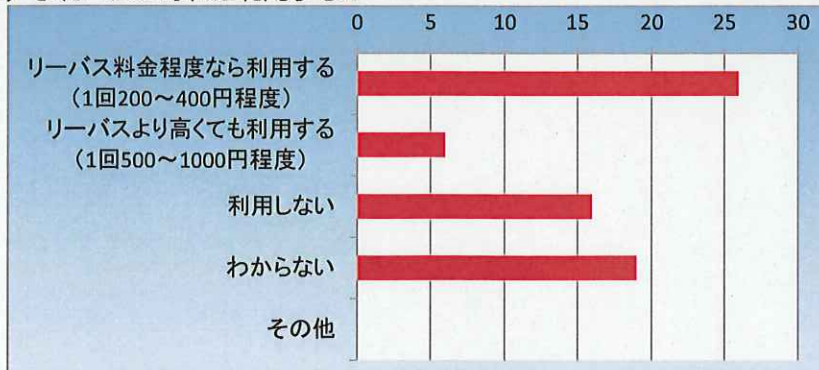 0 5 10 15 20 25 30
リーバス料金程度なら利用する
（1回200～400円程度）
リーバスより高くても利用する
（1回500～1000円程度）
利用しない
わからない
その他